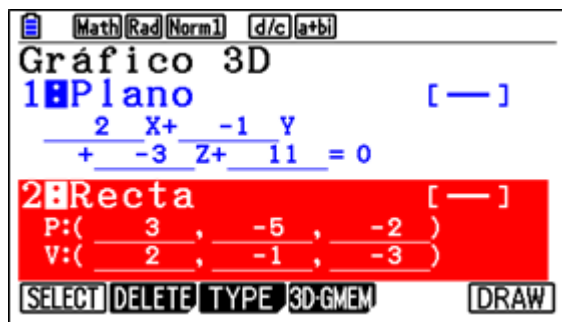 Math Rad Norm1 d/c a+bi
Gráfico 3D
1:Plano [—]
2 X+ -1 Y
+ -3 Z+ 11 = 0
2:Recta [—]
P:( 3 , -5 , -2 )
V:( 2 , -1 , -3 )
SELECT DELETE TYPE 3D·GMEM DRAW